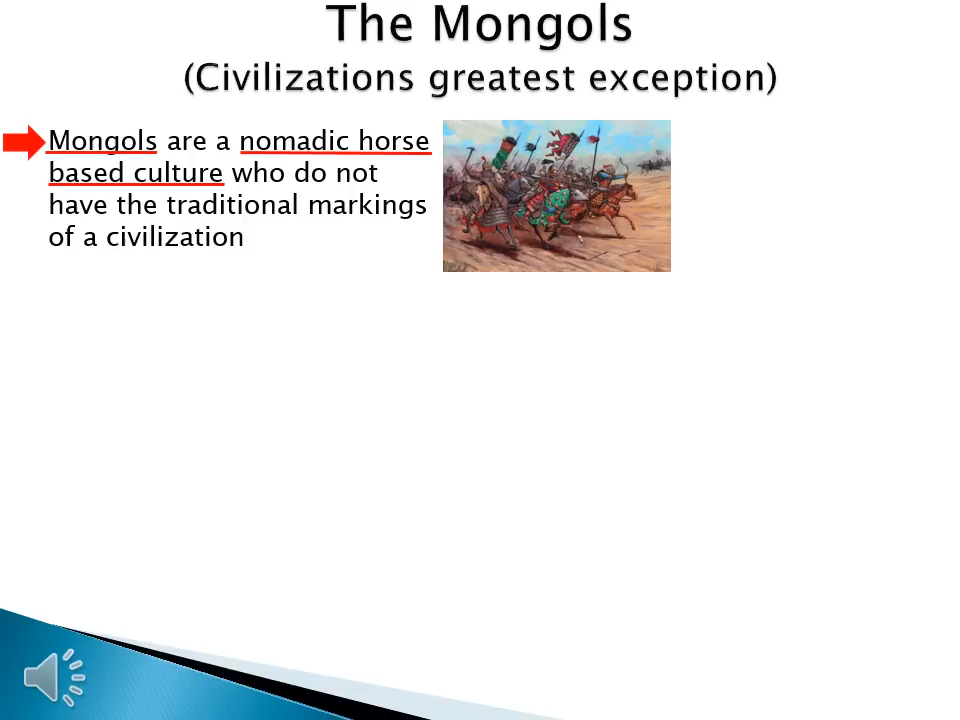 The Mongols
(Civilizations greatest exception)
Mongols are a nomadic horse
based culture who do not
have the traditional markings
of a civilization